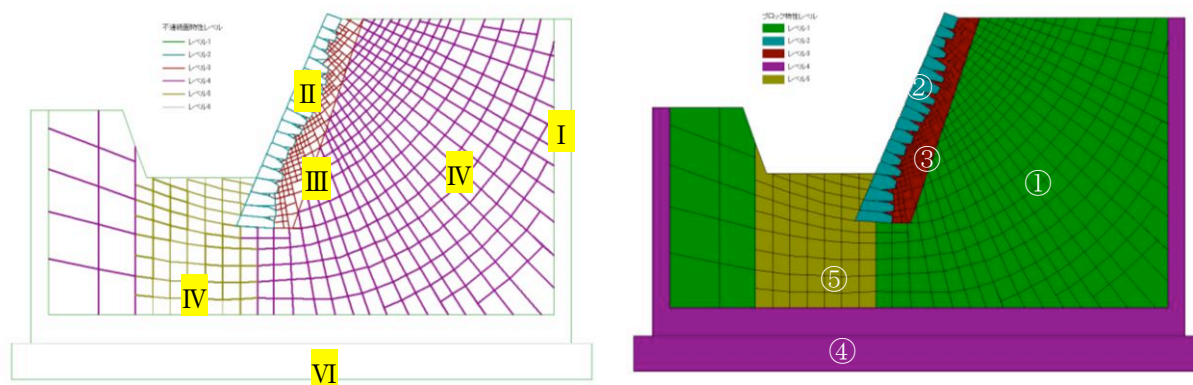 不連続面特性レベル
レベル-1
レベル-2
レベル-3
レベル-4
レベル-5
レベル-6
Ⅱ
Ⅰ
Ⅲ
Ⅳ
Ⅳ
Ⅵ
ブロック物性レベル
レベル-1
レベル-2
レベル-3
レベル-4
レベル-5
②
③
①
⑤
④